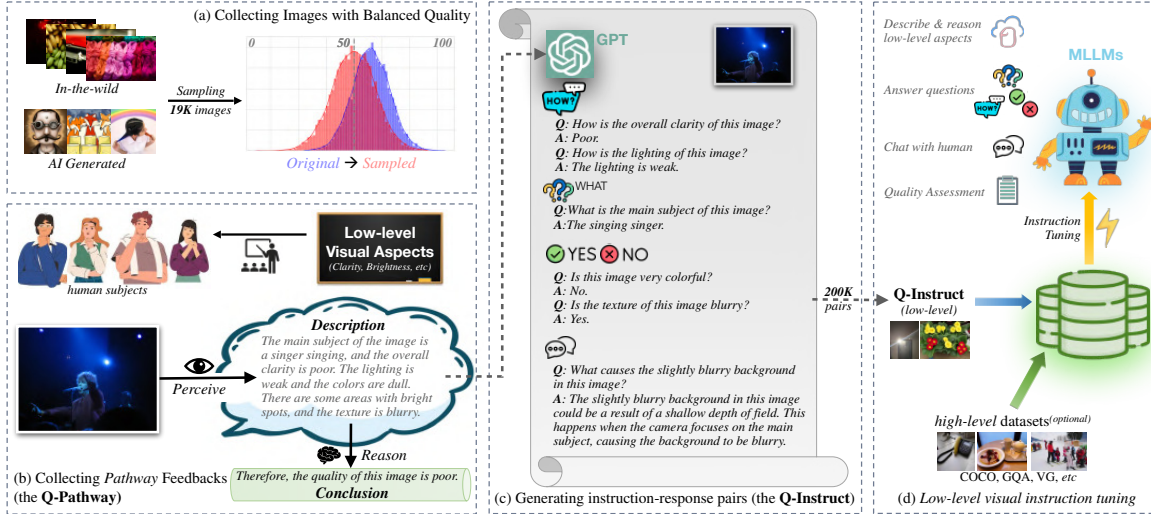 (a) Collecting Images with Balanced Quality
In-the-wild
AI Generated
Sampling
19K images
0
50
100
Original → Sampled
human subjects
Low-level
Visual Aspects
(Clarity, Brightness, etc)
Perceive
Description
The main subject of the image is
a singer singing, and the overall
clarity is poor. The lighting is
weak and the colors are dull.
There are some areas with bright
spots, and the texture is blurry.
Reason
Therefore, the quality of this image is poor.
Conclusion
(b) Collecting Pathway Feedbacks
(the Q-Pathway)
GPT
HOW?
Q: How is the overall clarity of this image?
A: Poor.
Q: How is the lighting of this image?
A: The lighting is weak.
??? WHAT
Q:What is the main subject of this image?
A:The singing singer.
YES NO
Q: Is this image very colorful?
A: No.
Q: Is the texture of this image blurry?
A: Yes.
Q: What causes the slightly blurry background
in this image?
A: The slightly blurry background in this image
could be a result of a shallow depth of field. This
happens when the camera focuses on the main
subject, causing the background to be blurry.
(c) Generating instruction-response pairs (the Q-Instruct)
200K
pairs
Describe & reason
low-level aspects
Answer questions
???
HOW?
Chat with human
Quality Assessment
MLLMs
Instruction
Tuning
Q-Instruct
(low-level)
high-level datasets(optional)
COCO, GQA, VG, etc
(d) Low-level visual instruction tuning